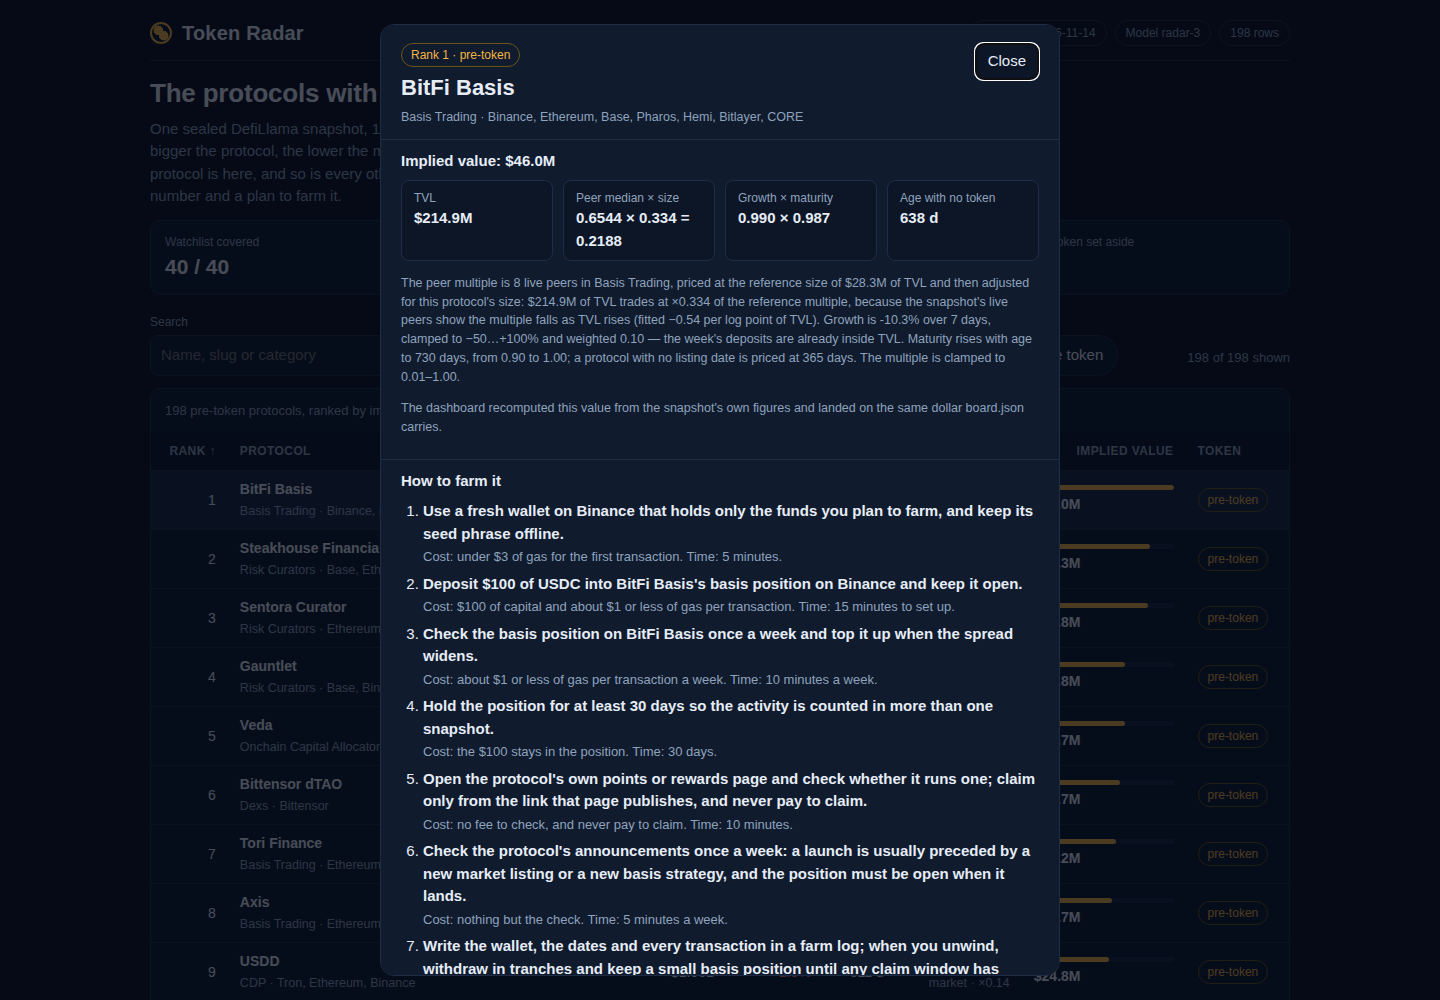 Token Radar
5-11-14
Model radar-3
198 rows
The protocols with
One sealed DefiLlama snapshot, 1
bigger the protocol, the lower the m
protocol is here, and so is every ot
number and a plan to farm it.
Watchlist covered
40 / 40
oken set aside
Search
Name, slug or category
e token
198 of 198 shown
198 pre-token protocols, ranked by im
RANK ↑
PROTOCOL
IMPLIED VALUE
TOKEN
1
BitFi Basis
Basis Trading · Binance,
.0M
pre-token
2
Steakhouse Financia
Risk Curators · Base, Eth
.3M
pre-token
3
Sentora Curator
Risk Curators · Ethereum
.8M
pre-token
4
Gauntlet
Risk Curators · Base, Bin
.8M
pre-token
5
Veda
Onchain Capital Allocator
.7M
pre-token
6
Bittensor dTAO
Dexs · Bittensor
.7M
pre-token
7
Tori Finance
Basis Trading · Ethereum
.2M
pre-token
8
Axis
Basis Trading · Ethereum
.7M
pre-token
9
USDD
CDP · Tron, Ethereum, Binance
market · ×0.14
$24.8M
pre-token
Rank 1 · pre-token
Close
BitFi Basis
Basis Trading · Binance, Ethereum, Base, Pharos, Hemi, Bitlayer, CORE
Implied value: $46.0M
TVL
$214.9M
Peer median × size
0.6544 × 0.334 =
0.2188
Growth × maturity
0.990 × 0.987
Age with no token
638 d
The peer multiple is 8 live peers in Basis Trading, priced at the reference size of $28.3M of TVL and then adjusted
for this protocol's size: $214.9M of TVL trades at ×0.334 of the reference multiple, because the snapshot's live
peers show the multiple falls as TVL rises (fitted −0.54 per log point of TVL). Growth is -10.3% over 7 days,
clamped to −50…+100% and weighted 0.10 — the week's deposits are already inside TVL. Maturity rises with age
to 730 days, from 0.90 to 1.00; a protocol with no listing date is priced at 365 days. The multiple is clamped to
0.01–1.00.
The dashboard recomputed this value from the snapshot's own figures and landed on the same dollar board.json
carries.
How to farm it
1. Use a fresh wallet on Binance that holds only the funds you plan to farm, and keep its
seed phrase offline.
Cost: under $3 of gas for the first transaction. Time: 5 minutes.
2. Deposit $100 of USDC into BitFi Basis's basis position on Binance and keep it open.
Cost: $100 of capital and about $1 or less of gas per transaction. Time: 15 minutes to set up.
3. Check the basis position on BitFi Basis once a week and top it up when the spread
widens.
Cost: about $1 or less of gas per transaction a week. Time: 10 minutes a week.
4. Hold the position for at least 30 days so the activity is counted in more than one
snapshot.
Cost: the $100 stays in the position. Time: 30 days.
5. Open the protocol's own points or rewards page and check whether it runs one; claim
only from the link that page publishes, and never pay to claim.
Cost: no fee to check, and never pay to claim. Time: 10 minutes.
6. Check the protocol's announcements once a week: a launch is usually preceded by a
new market listing or a new basis strategy, and the position must be open when it
lands.
Cost: nothing but the check. Time: 5 minutes a week.
7. Write the wallet, the dates and every transaction in a farm log; when you unwind,
withdraw in tranches and keep a small basis position until any claim window has